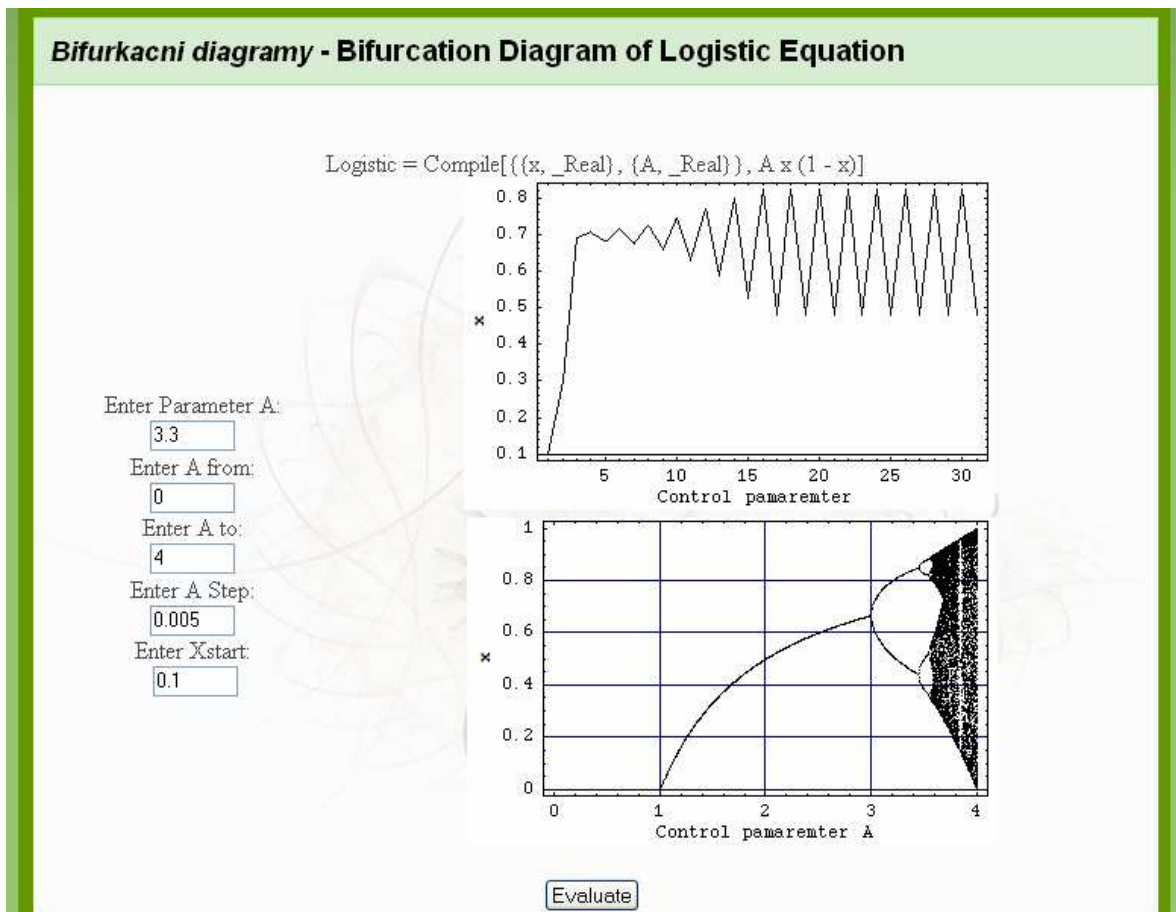 Bifurkacni diagramy - Bifurcation Diagram of Logistic Equation
Logistic = Compile[{{x, _Real}, {A, _Real}}, A x (1 - x)]
0.8
0.7
0.6
0.5
x
0.4
0.3
0.2
0.1
5 10 15 20 25 30
Control pamaremter
Enter Parameter A:
3.3
Enter A from:
0
Enter A to:
4
Enter A Step:
0.005
Enter Xstart:
0.1
1
0.8
0.6
x
0.4
0.2
0
0 1 2 3 4
Control pamaremter A
Evaluate